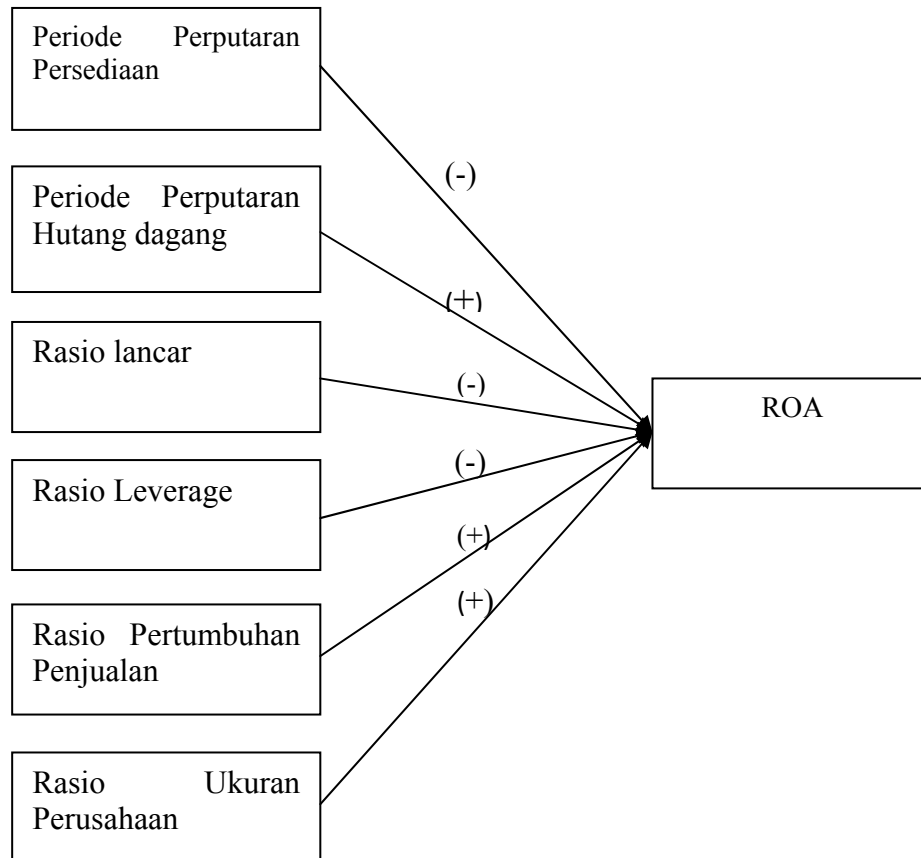 Periode Perputaran
Persediaan
(-)
Periode Perputaran
Hutang dagang
(+)
Rasio lancar
(-)
ROA
Rasio Leverage
(-)
(+)
Rasio Pertumbuhan
Penjualan
(+)
Rasio Ukuran
Perusahaan